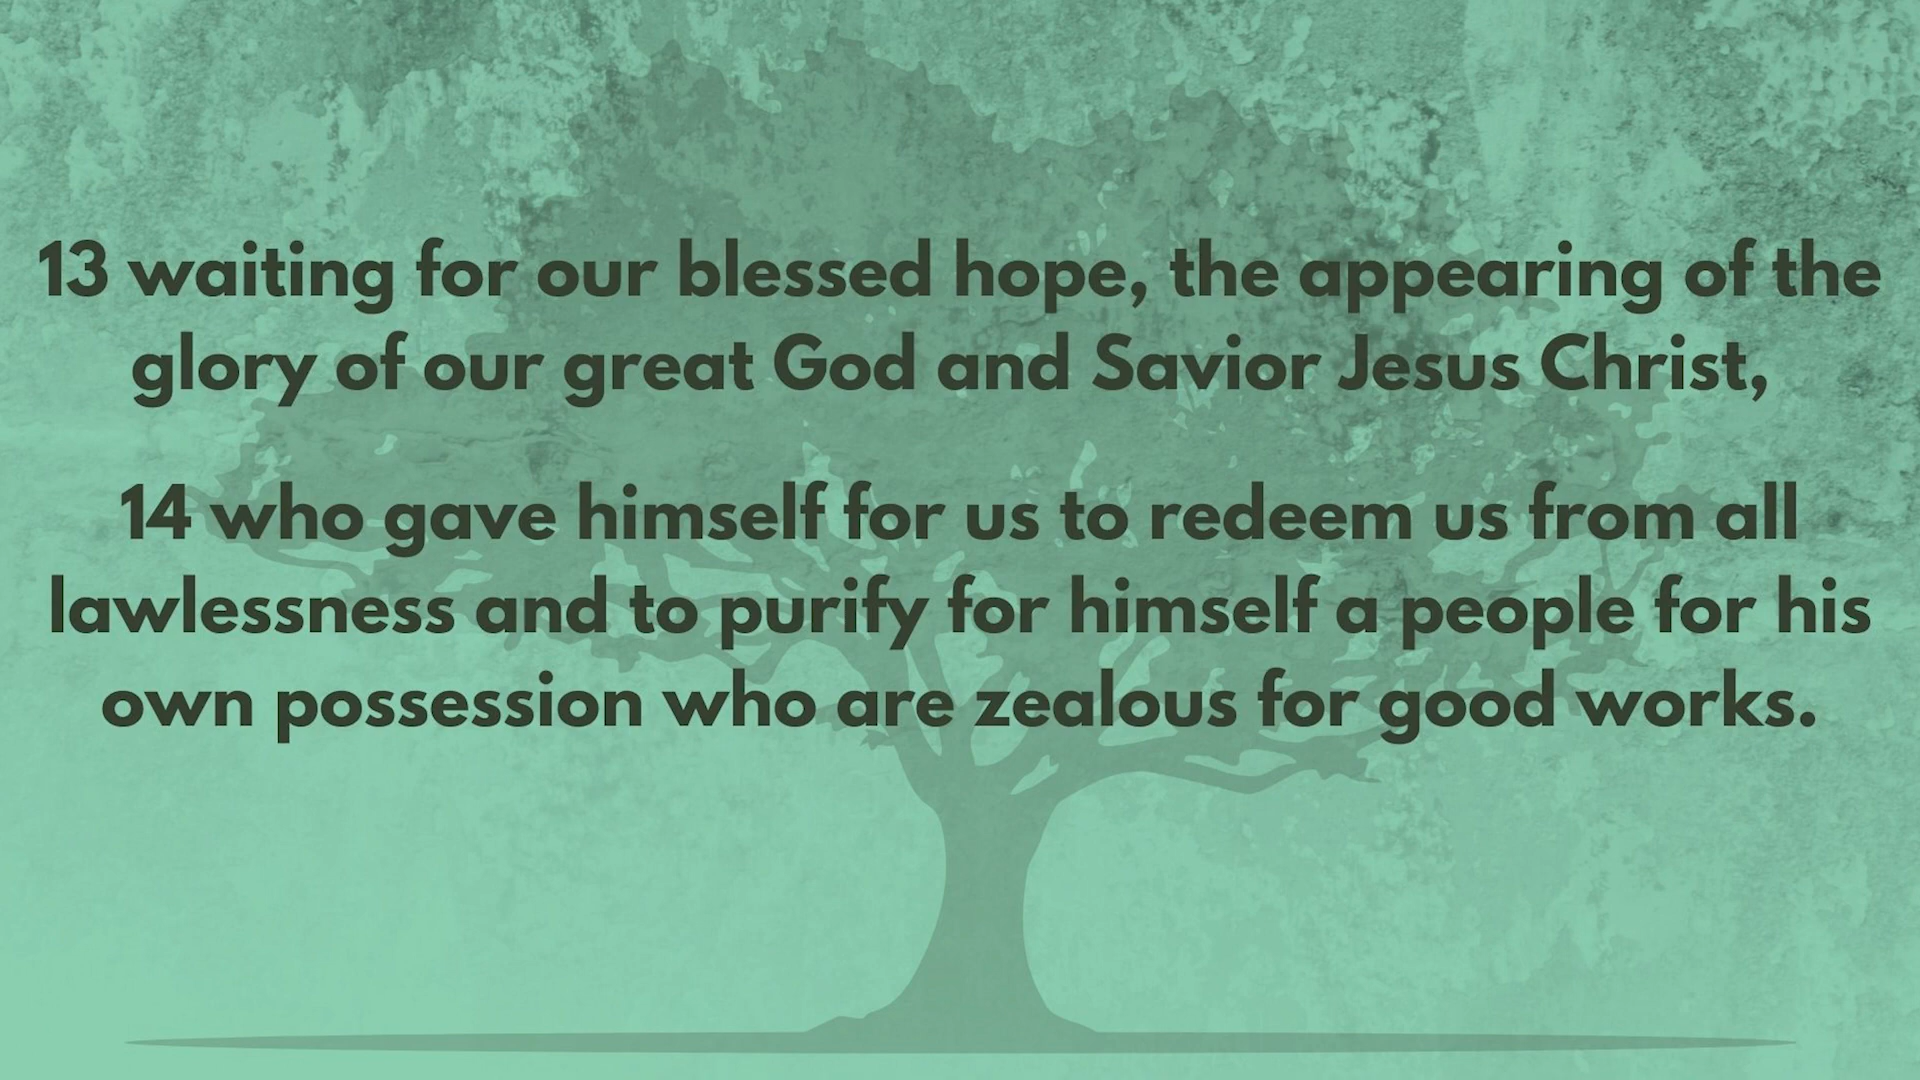 13 waiting for our blessed hope, the appearing of the
glory of our great God and Savior Jesus Christ,
14 who gave himself for us to redeem us from all
lawlessness and to purify for himself a people for his
own possession who are zealous for good works.